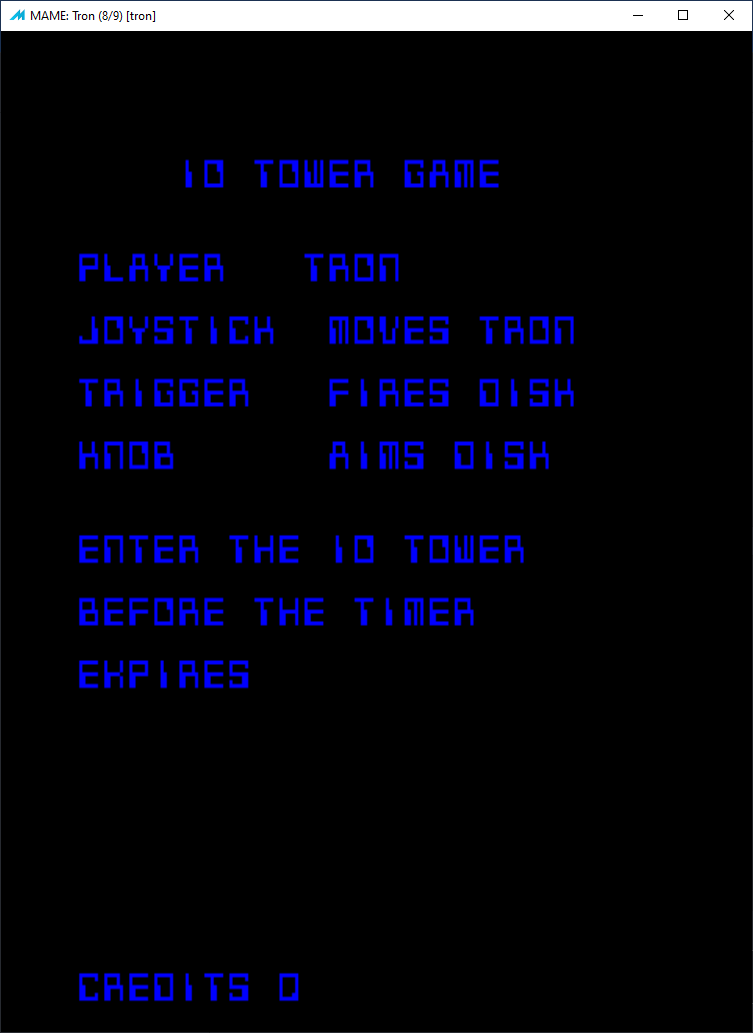 MAME: Tron (8/9) [tron]
IO TOWER GAME
PLAYER TRON
JOYSTICK MOVES TRON
TRIGGER FIRES DISK
KNOB AIMS DISK
ENTER THE IO TOWER
BEFORE THE TIMER
EXPIRES
CREDITS 0